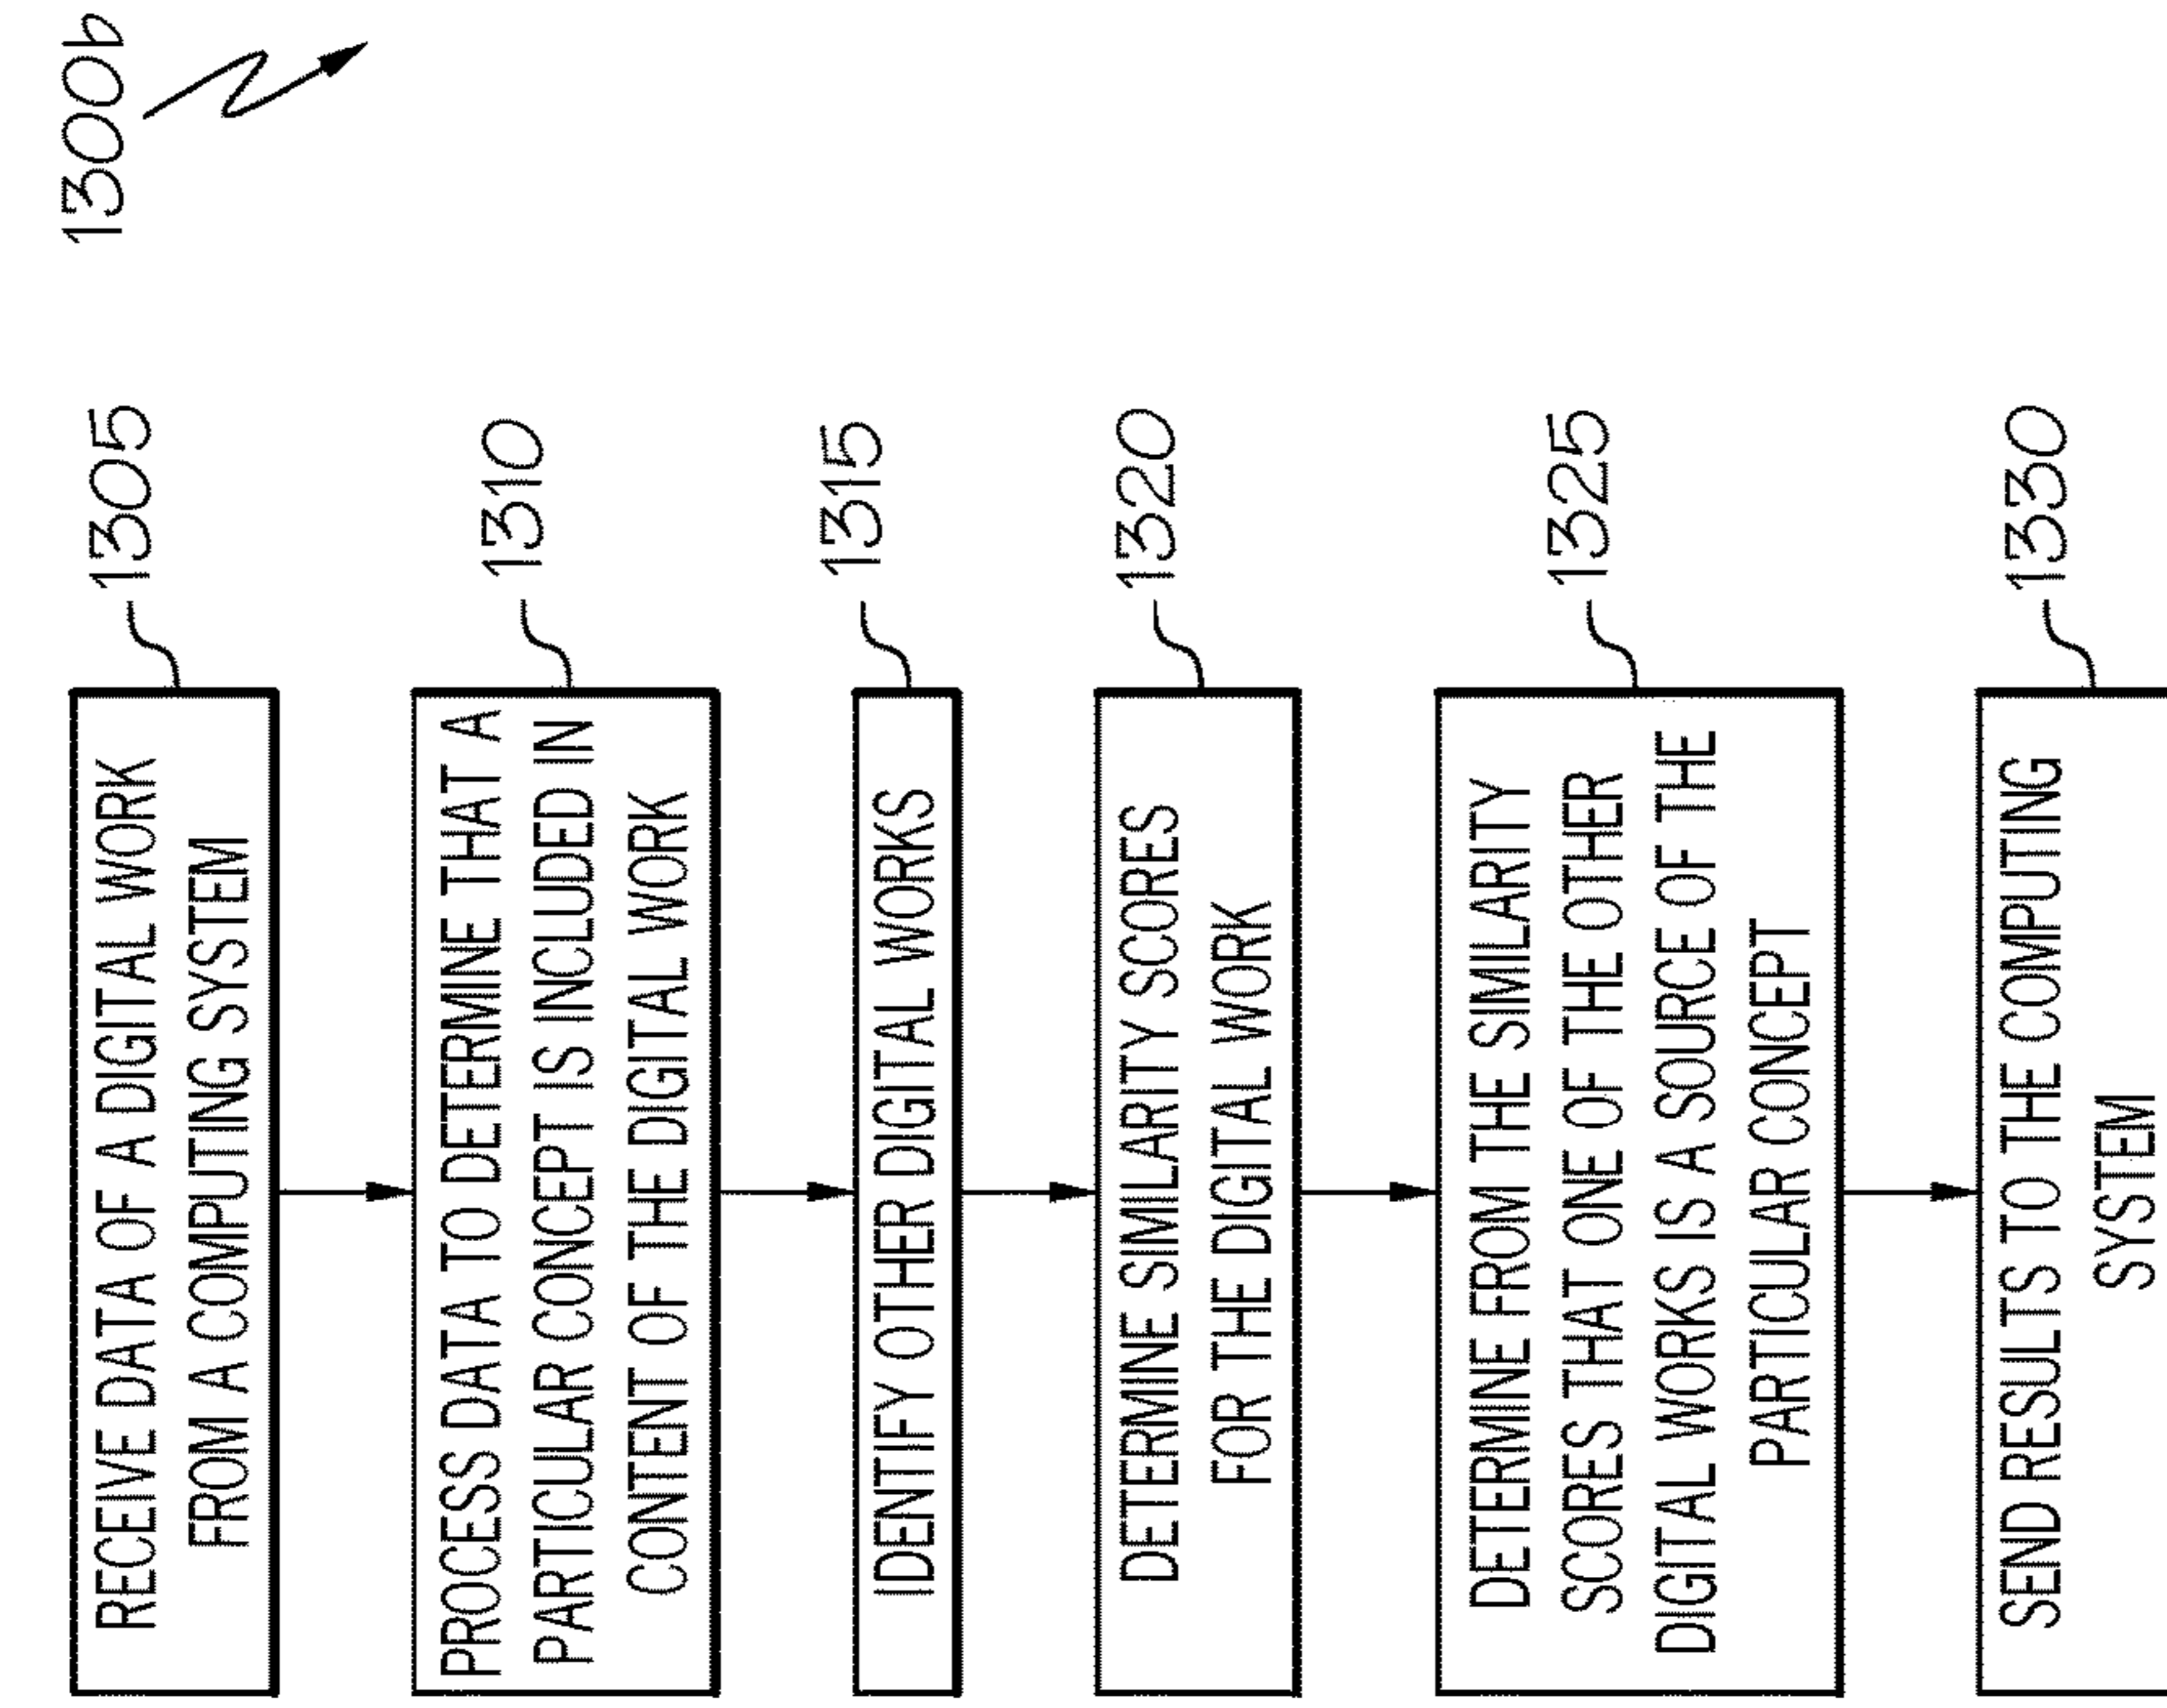 1300b
RECEIVE DATA OF A DIGITAL WORK
FROM A COMPUTING SYSTEM
1305
PROCESS DATA TO DETERMINE THAT A
PARTICULAR CONCEPT IS INCLUDED IN
CONTENT OF THE DIGITAL WORK
1310
IDENTIFY OTHER DIGITAL WORKS
1315
DETERMINE SIMILARITY SCORES
FOR THE DIGITAL WORK
1320
DETERMINE FROM THE SIMILARITY
SCORES THAT ONE OF THE OTHER
DIGITAL WORKS IS A SOURCE OF THE
PARTICULAR CONCEPT
1325
SEND RESULTS TO THE COMPUTING
SYSTEM
1330